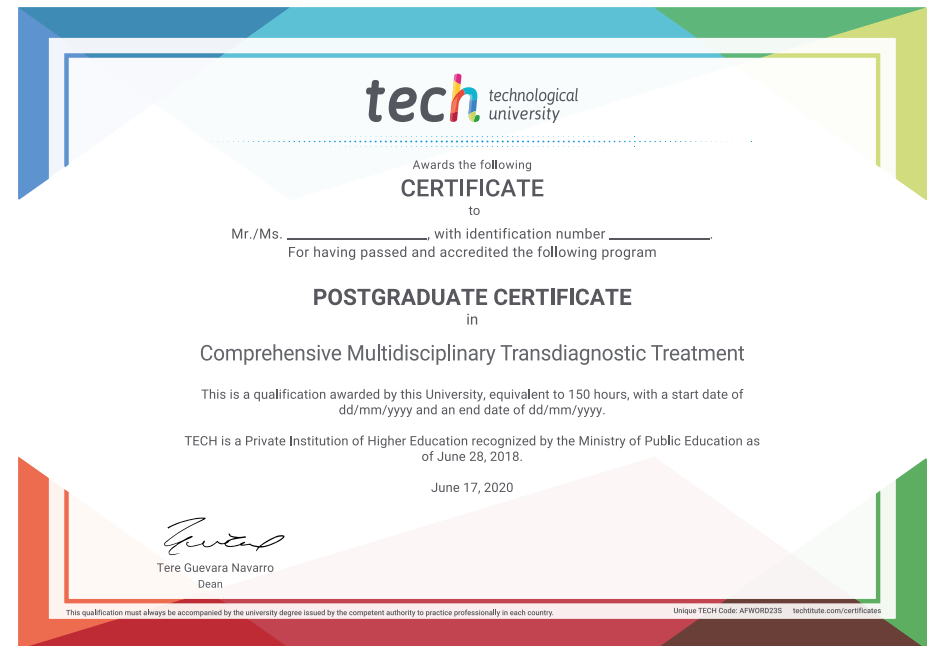 tech technological
university
Awards the following
CERTIFICATE
to
Mr./Ms. ____________________, with identification number ______________.
For having passed and accredited the following program
POSTGRADUATE CERTIFICATE
in
Comprehensive Multidisciplinary Transdiagnostic Treatment
This is a qualification awarded by this University, equivalent to 150 hours, with a start date of
dd/mm/yyyy and an end date of dd/mm/yyyy.
TECH is a Private Institution of Higher Education recognized by the Ministry of Public Education as
of June 28, 2018.
June 17, 2020
Tere Guevara Navarro
Dean
This qualification must always be accompanied by the university degree issued by the competent authority to practice professionally in each country.
Unique TECH Code: AFWORD23S techtitute.com/certificates